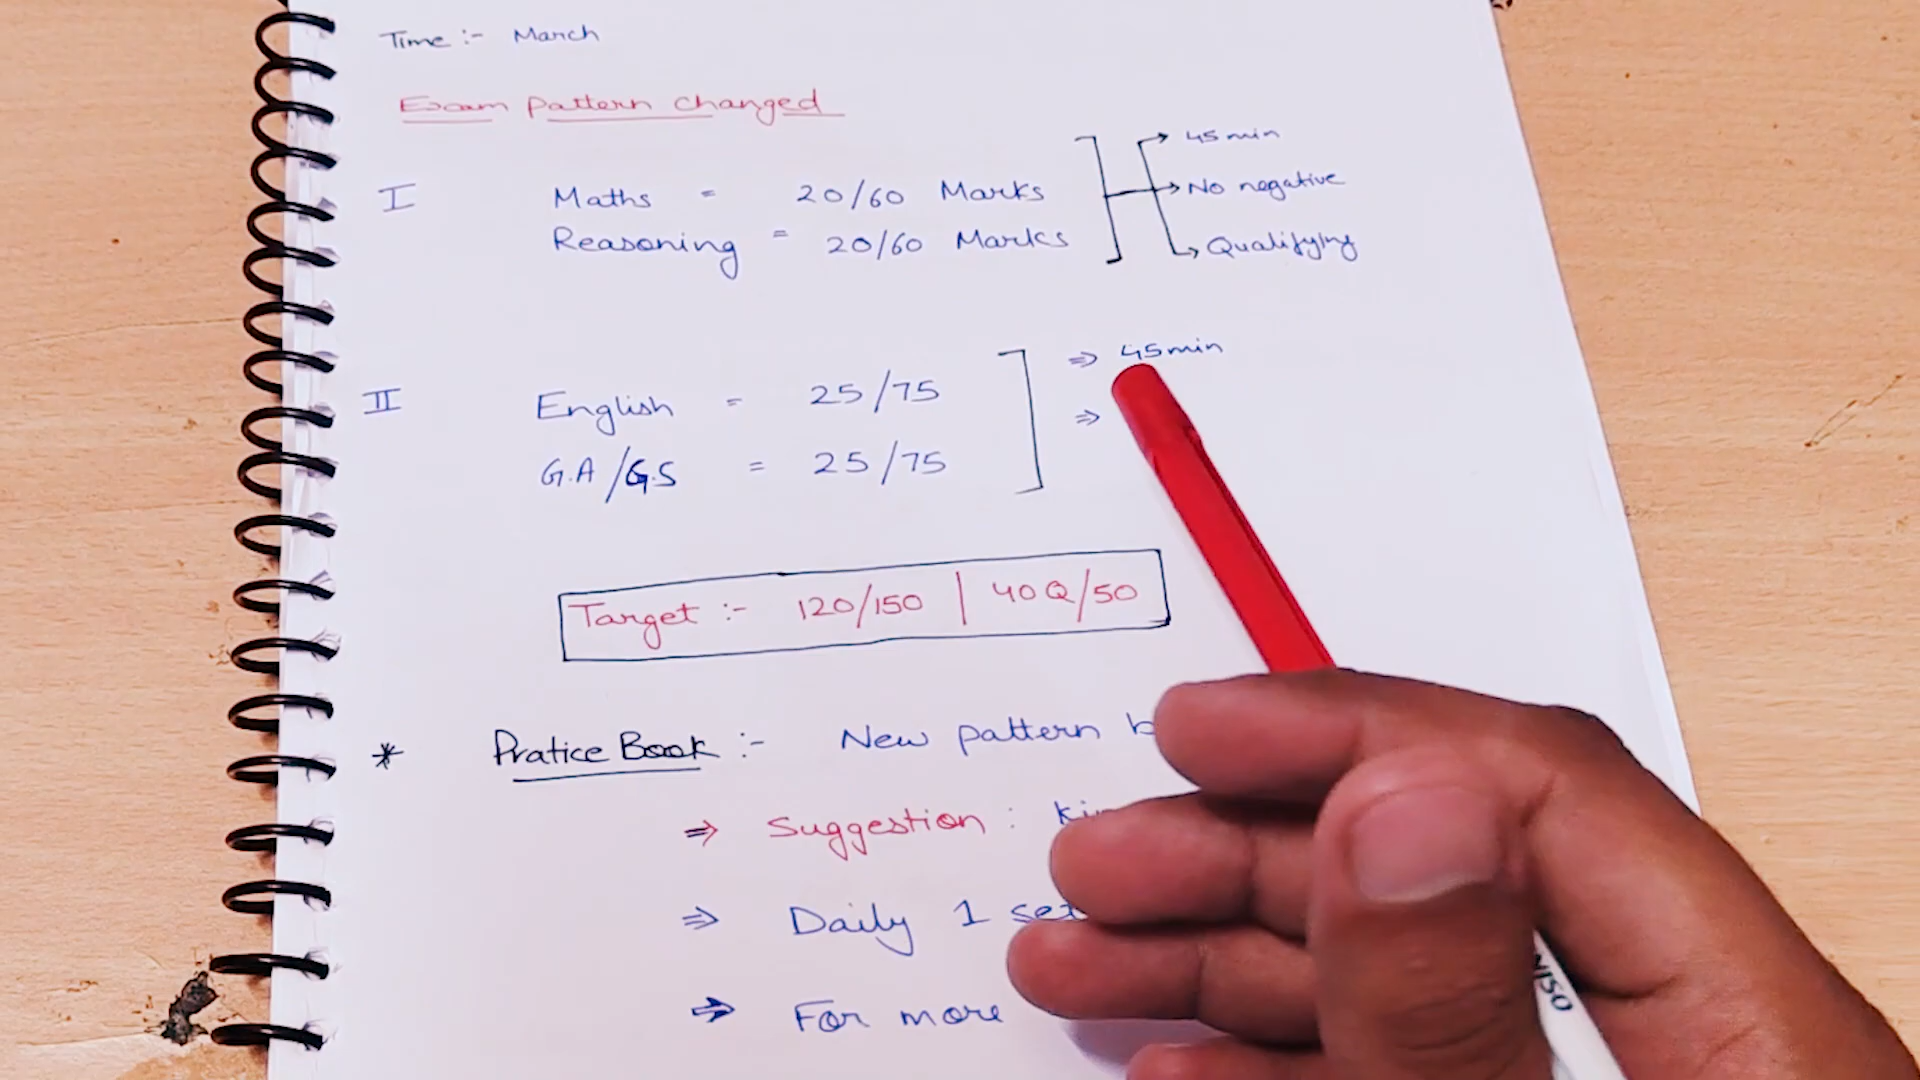 Time :- March
Exam pattern changed
I Maths = 20/60 Marks
Reasoning = 20/60 Marks
→ 45 min
→ No negative
→ Qualifying
II English = 25/75
G.A/G.S = 25/75
⇒ 45min
⇒
Target :- 120/150 | 40Q/50
* Pratice Book :- New pattern
⇒ Suggestion :
⇒ Daily 1 set
⇒ For more